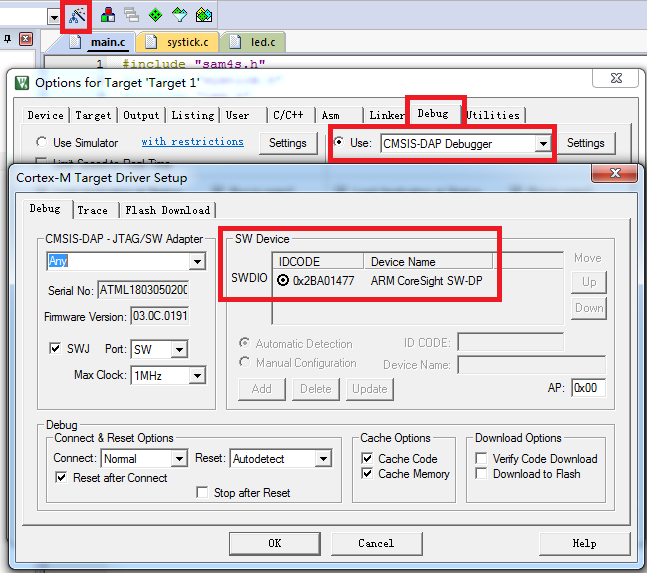 main.c systick.c led.c
1 #include "sam4s.h"
Options for Target 'Target 1'
Device Target Output Listing User C/C++ Asm Linker Debug Utilities
Use Simulator with restrictions Settings Use: CMSIS-DAP Debugger Settings
Limit Speed to Real-Time
Cortex-M Target Driver Setup
Debug Trace Flash Download
CMSIS-DAP - JTAG/SW Adapter
Any
Serial No: ATML1803050200
Firmware Version: 03.0C.0191
SWJ Port: SW
Max Clock: 1MHz
SW Device
IDCODE Device Name
SWDIO 0x2BA01477 ARM CoreSight SW-DP
Move
Up
Down
Automatic Detection ID CODE:
Manual Configuration Device Name:
Add Delete Update AP: 0x00
Debug
Connect & Reset Options
Connect: Normal Reset: Autodetect
Reset after Connect
Stop after Reset
Cache Options
Cache Code
Cache Memory
Download Options
Verify Code Download
Download to Flash
OK Cancel Help